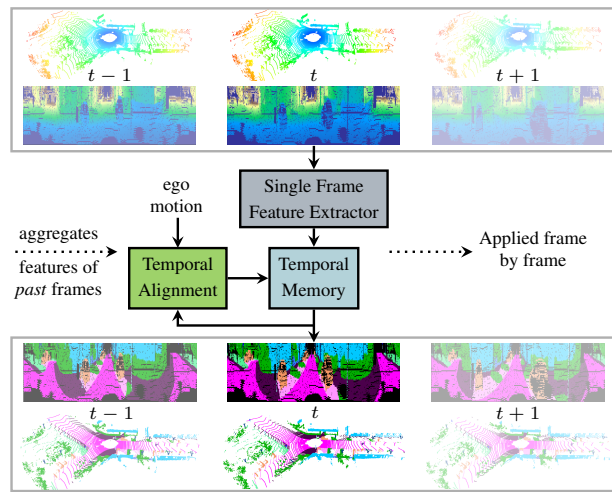 t − 1
t
t + 1
Single Frame
Feature Extractor
ego
motion
aggregates
features of
past frames
Temporal
Alignment
Temporal
Memory
Applied frame
by frame
t − 1
t
t + 1